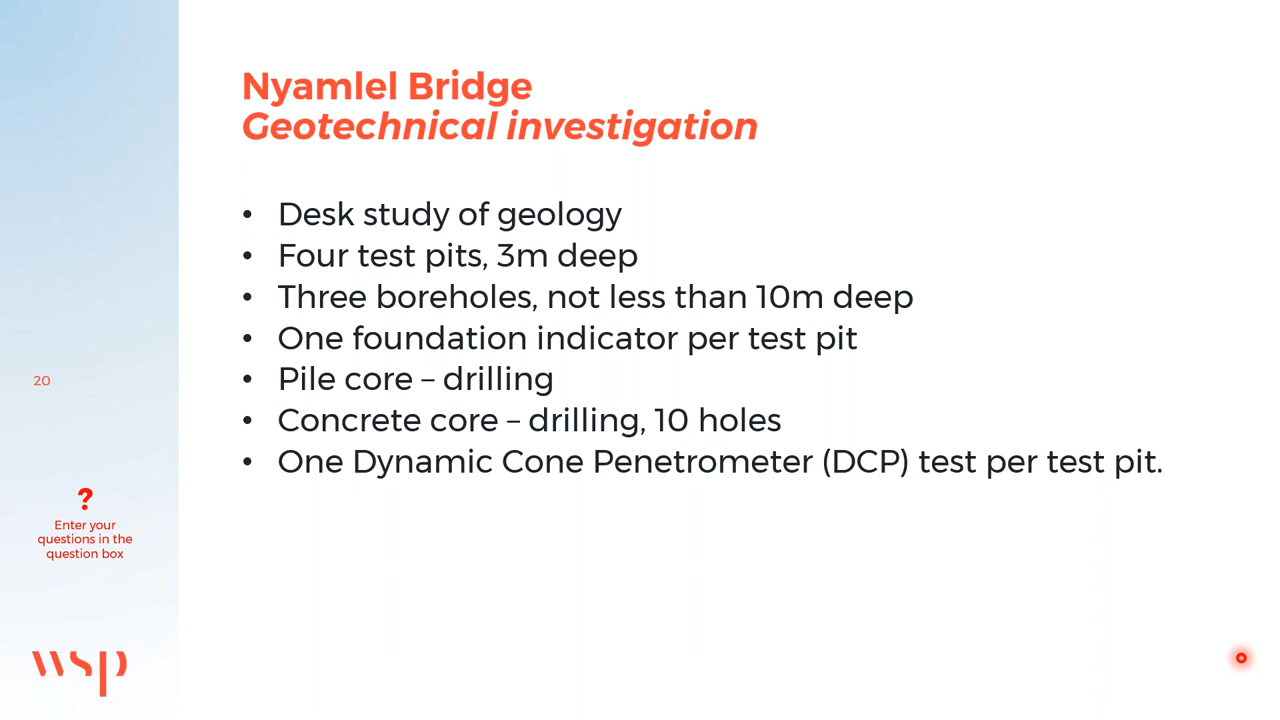 Nyamlel Bridge
Geotechnical investigation
• Desk study of geology
• Four test pits, 3m deep
• Three boreholes, not less than 10m deep
• One foundation indicator per test pit
• Pile core – drilling
• Concrete core – drilling, 10 holes
• One Dynamic Cone Penetrometer (DCP) test per test pit.
20
?
Enter your
questions in the
question box
wsp